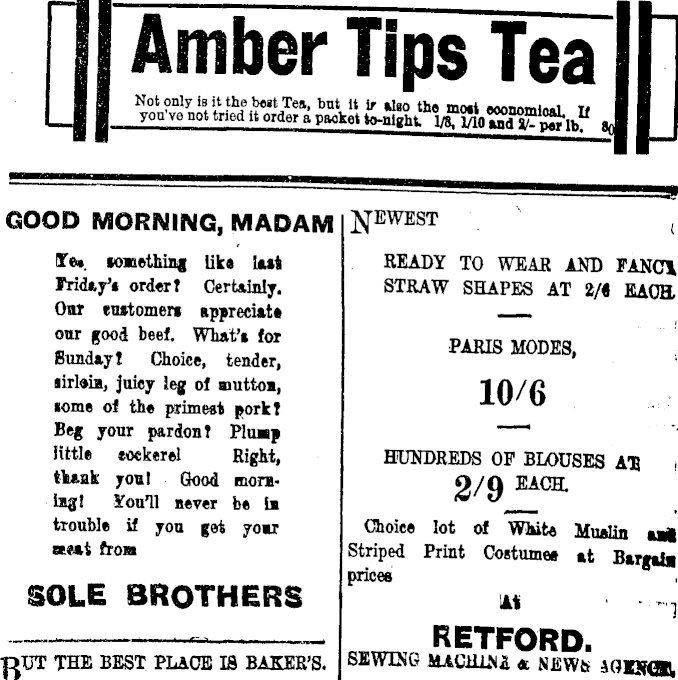 Amber Tips Tea
Not only is it the best Tea, but it is also the most economical. If
you've not tried it order a packet to-night. 1/8, 1/10 and 2/- per lb. 80
GOOD MORNING, MADAM
Yes, something like last
Friday's order? Certainly.
Our customers appreciate
our good beef. What's for
Sunday? Choice, tender,
sirloin, juicy leg of mutton,
some of the primest pork?
Beg your pardon? Plump
little cockerel Right,
thank you! Good morn-
ing! You'll never be in
trouble if you get your
meat from
SOLE BROTHERS
BUT THE BEST PLACE IS BAKER'S.
NEWEST
READY TO WEAR AND FANCY
STRAW SHAPES AT 2/6 EACH
PARIS MODES,
10/6
HUNDREDS OF BLOUSES AT
2/9 EACH.
Choice lot of White Muslin and
Striped Print Costumes at Bargain
prices
At
RETFORD.
SEWING MACHINE & NEWS AGENCY.